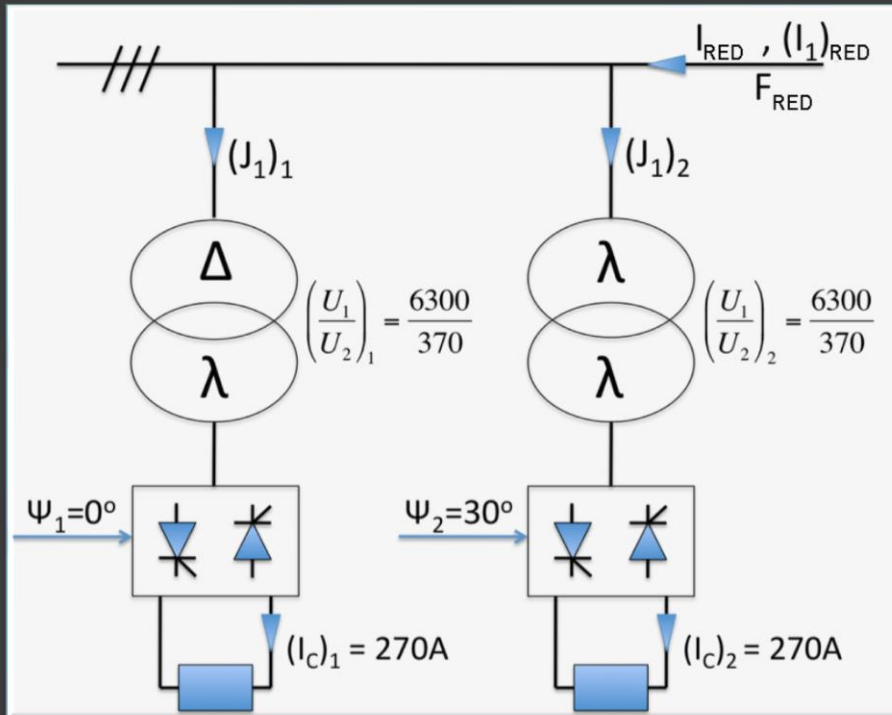 I_RED , (I_1)_RED
F_RED
(J_1)_1
(J_1)_2
Δ
λ
(U_1/U_2)_1 = 6300/370
λ
λ
(U_1/U_2)_2 = 6300/370
Ψ_1=0º
Ψ_2=30º
(I_C)_1 = 270A
(I_C)_2 = 270A